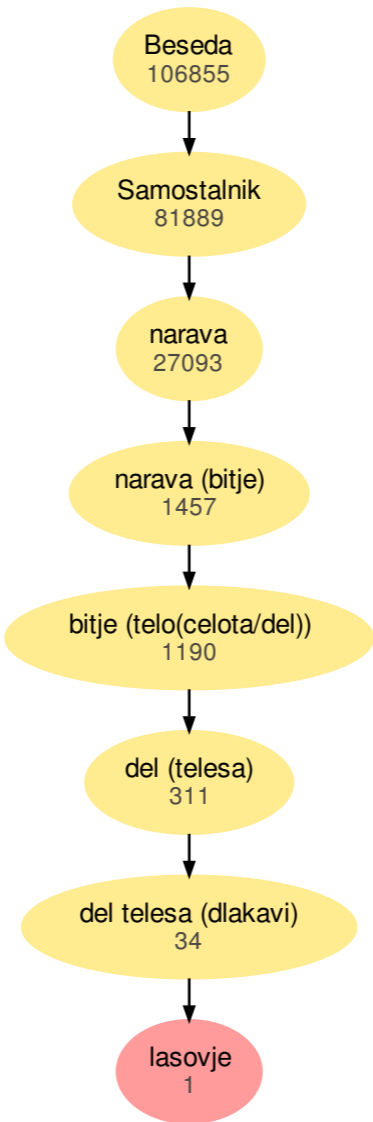 Beseda
106855
Samostalnik
81889
narava
27093
narava (bitje)
1457
bitje (telo(celota/del))
1190
del (telesa)
311
del telesa (dlakavi)
34
lasovje
1